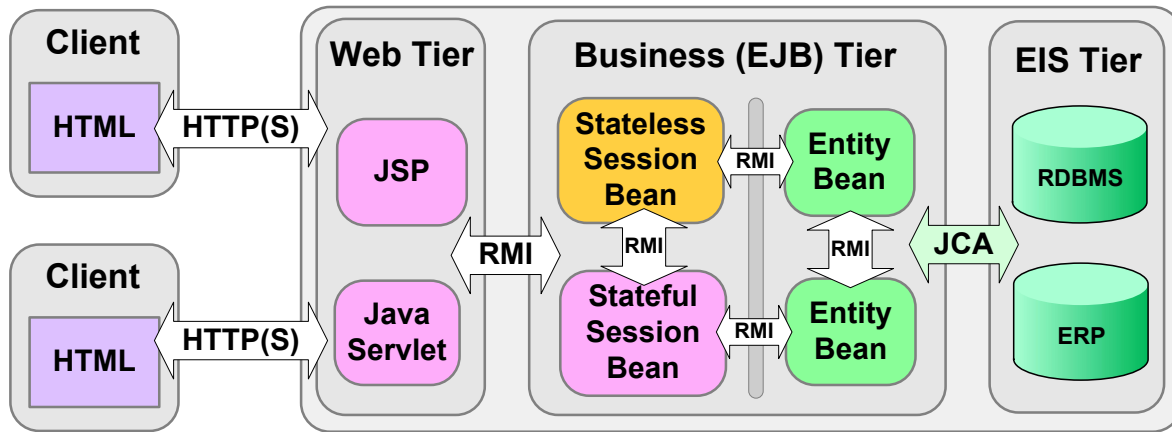 Client
HTML
HTTP(S)
Client
HTML
HTTP(S)
Web Tier
JSP
Java
Servlet
RMI
Business (EJB) Tier
Stateless
Session
Bean
RMI
Entity
Bean
RMI
RMI
Stateful
Session
Bean
RMI
Entity
Bean
JCA
EIS Tier
RDBMS
ERP